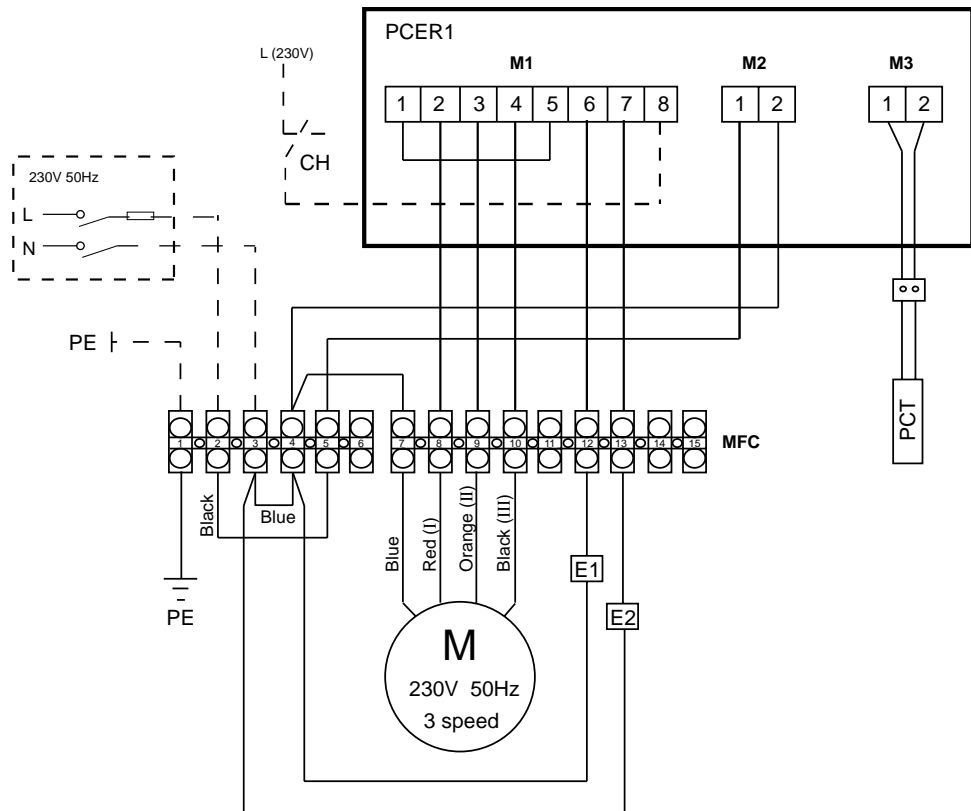 PCER1
L (230V)
M1
M2
M3
1 2 3 4 5 6 7 8
1 2
1 2
CH
230V 50Hz
L
N
PE
1 2 3 4 5 6 7 8 9 10 11 12 13 14 15
MFC
PCT
Black
Blue
Blue
Red (I)
Orange (II)
Black (III)
E1
E2
PE
M
230V 50Hz
3 speed